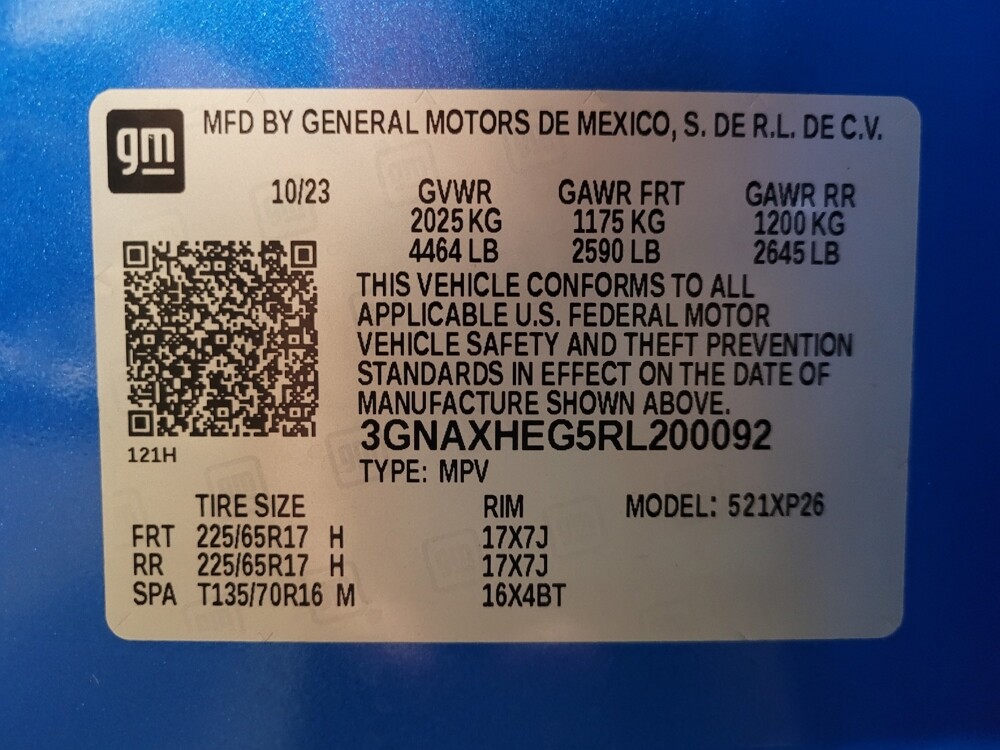 gm MFD BY GENERAL MOTORS DE MEXICO, S. DE R.L. DE C.V.
10/23 GVWR GAWR FRT GAWR RR
2025 KG 1175 KG 1200 KG
4464 LB 2590 LB 2645 LB
THIS VEHICLE CONFORMS TO ALL
APPLICABLE U.S. FEDERAL MOTOR
VEHICLE SAFETY AND THEFT PREVENTION
STANDARDS IN EFFECT ON THE DATE OF
MANUFACTURE SHOWN ABOVE.
3GNAXHEG5RL200092
121H
TYPE: MPV
TIRE SIZE RIM MODEL: 521XP26
FRT 225/65R17 H 17X7J
RR 225/65R17 H 17X7J
SPA T135/70R16 M 16X4BT